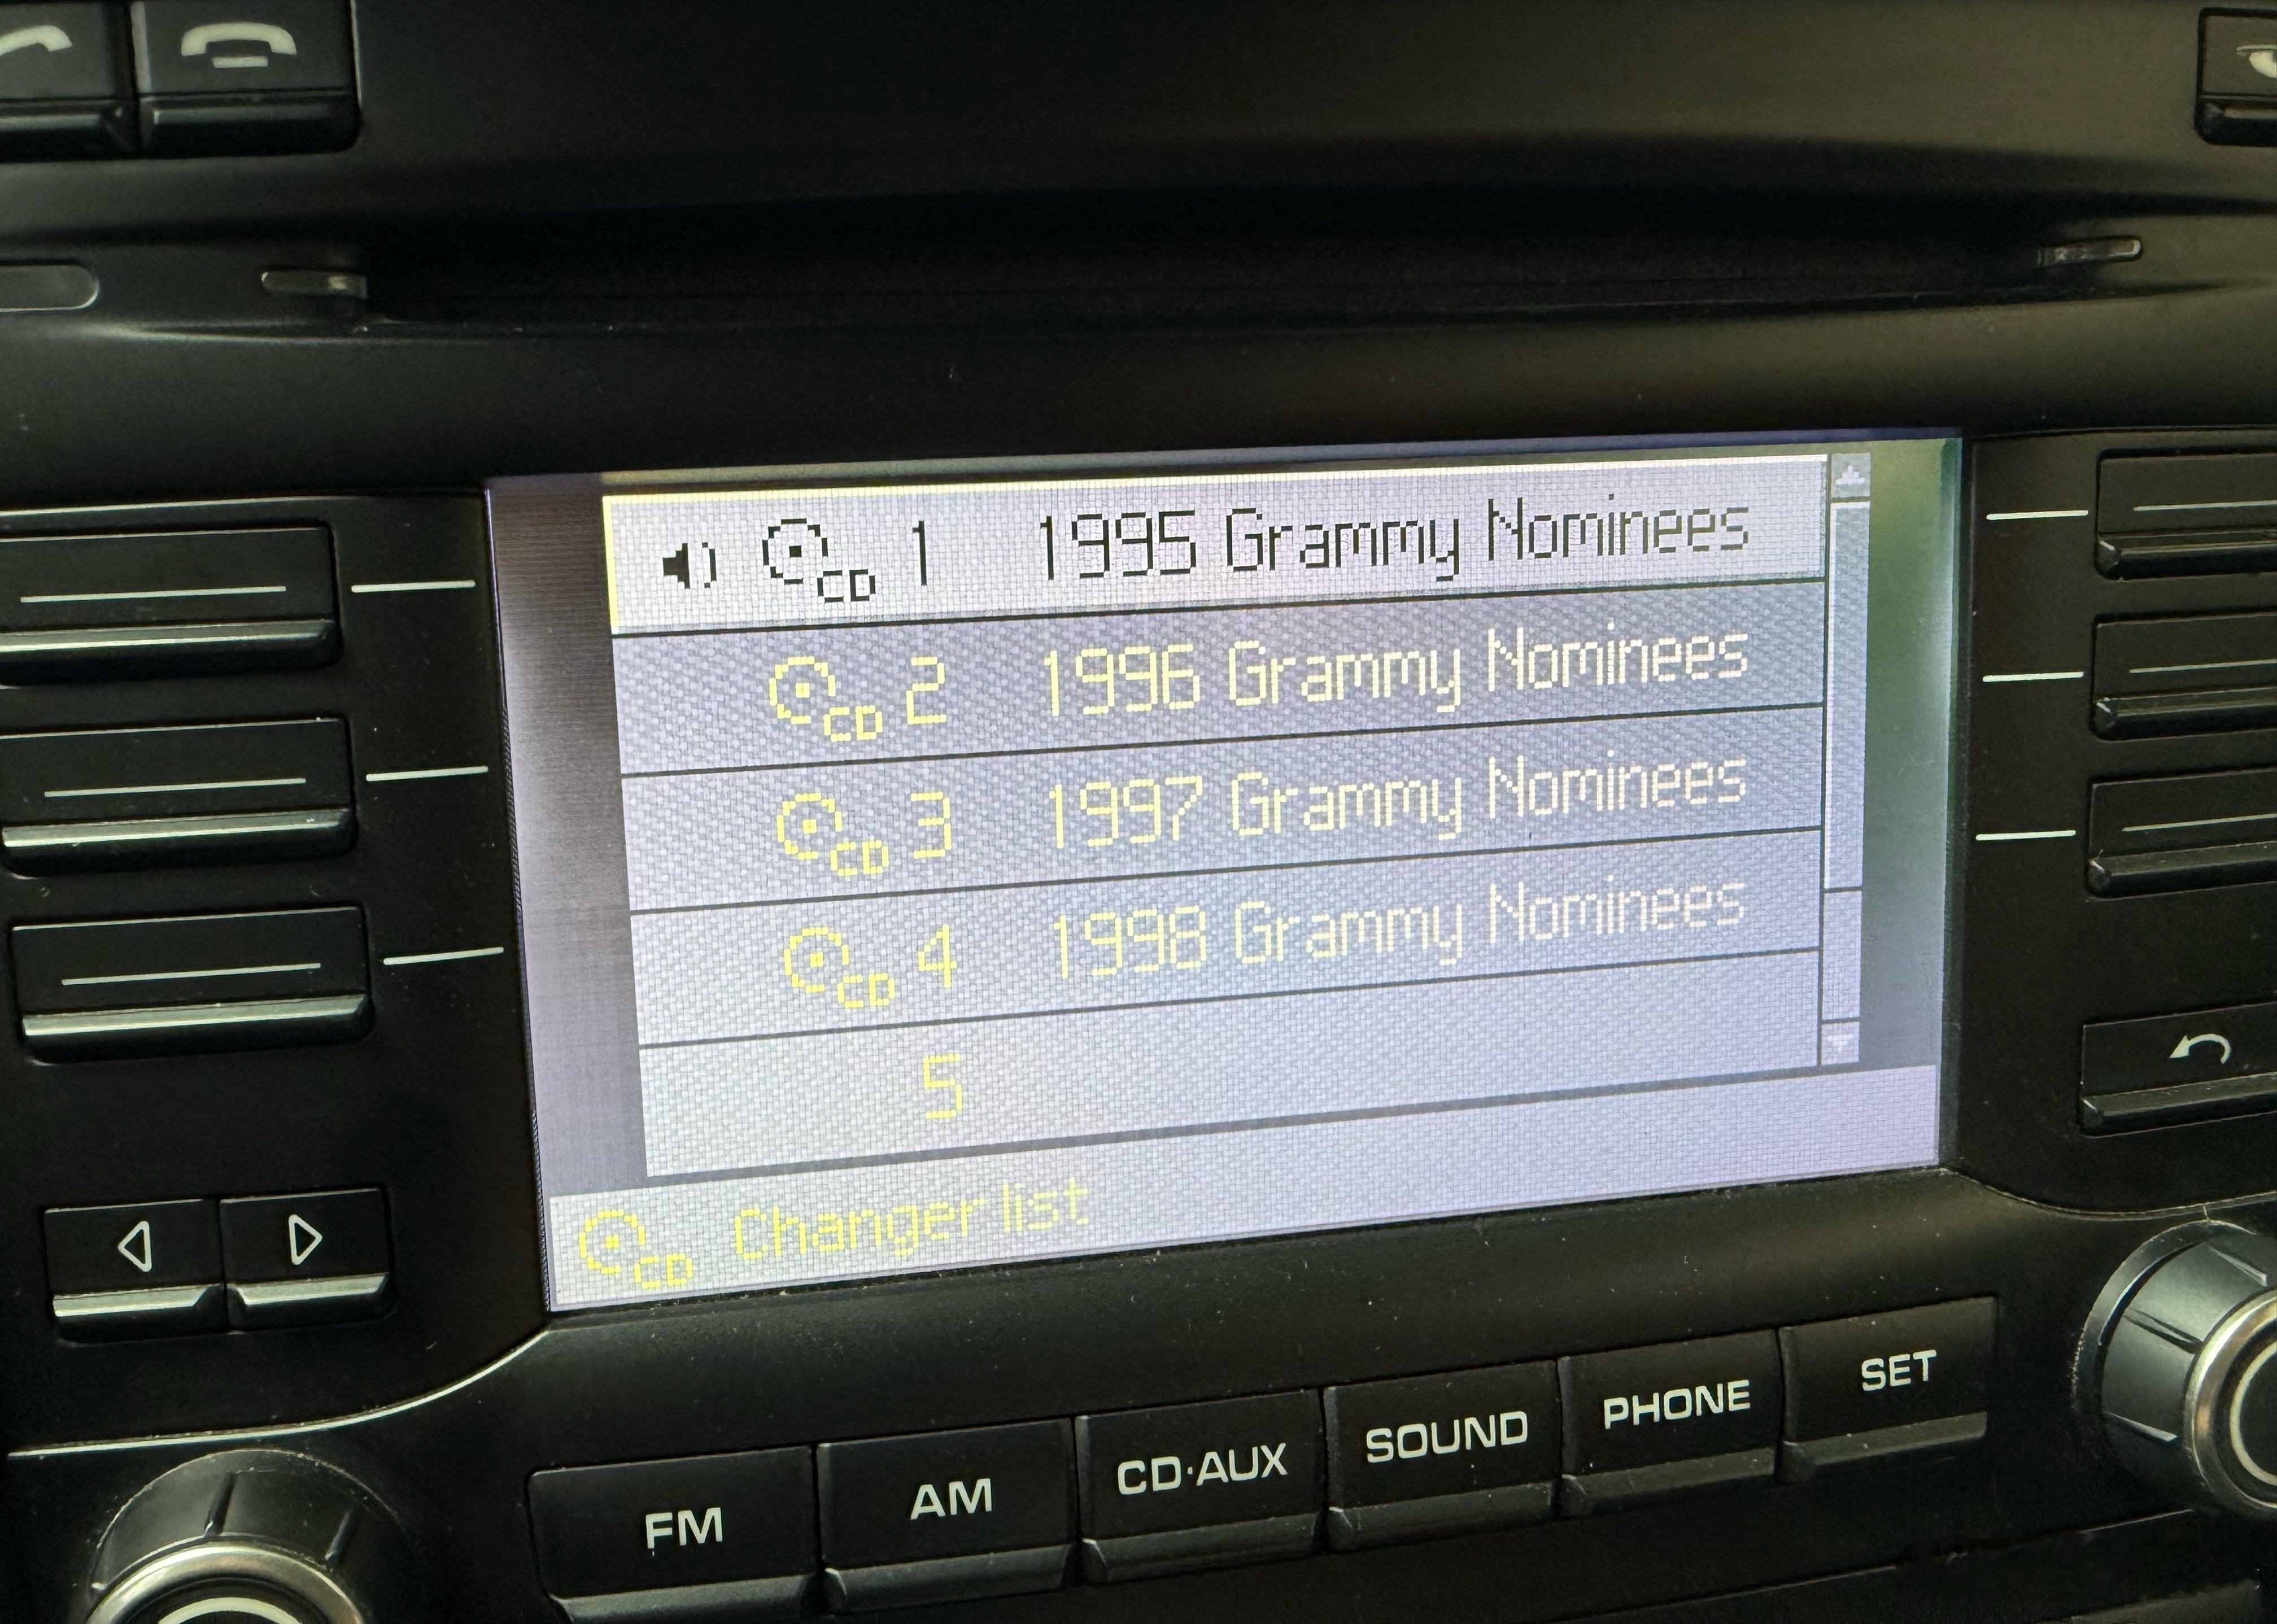 1 1995 Grammy Nominees
CD
2 1996 Grammy Nominees
CD
3 1997 Grammy Nominees
CD
4 1998 Grammy Nominees
CD
5
Changer list
CD
FM AM CD·AUX SOUND PHONE SET